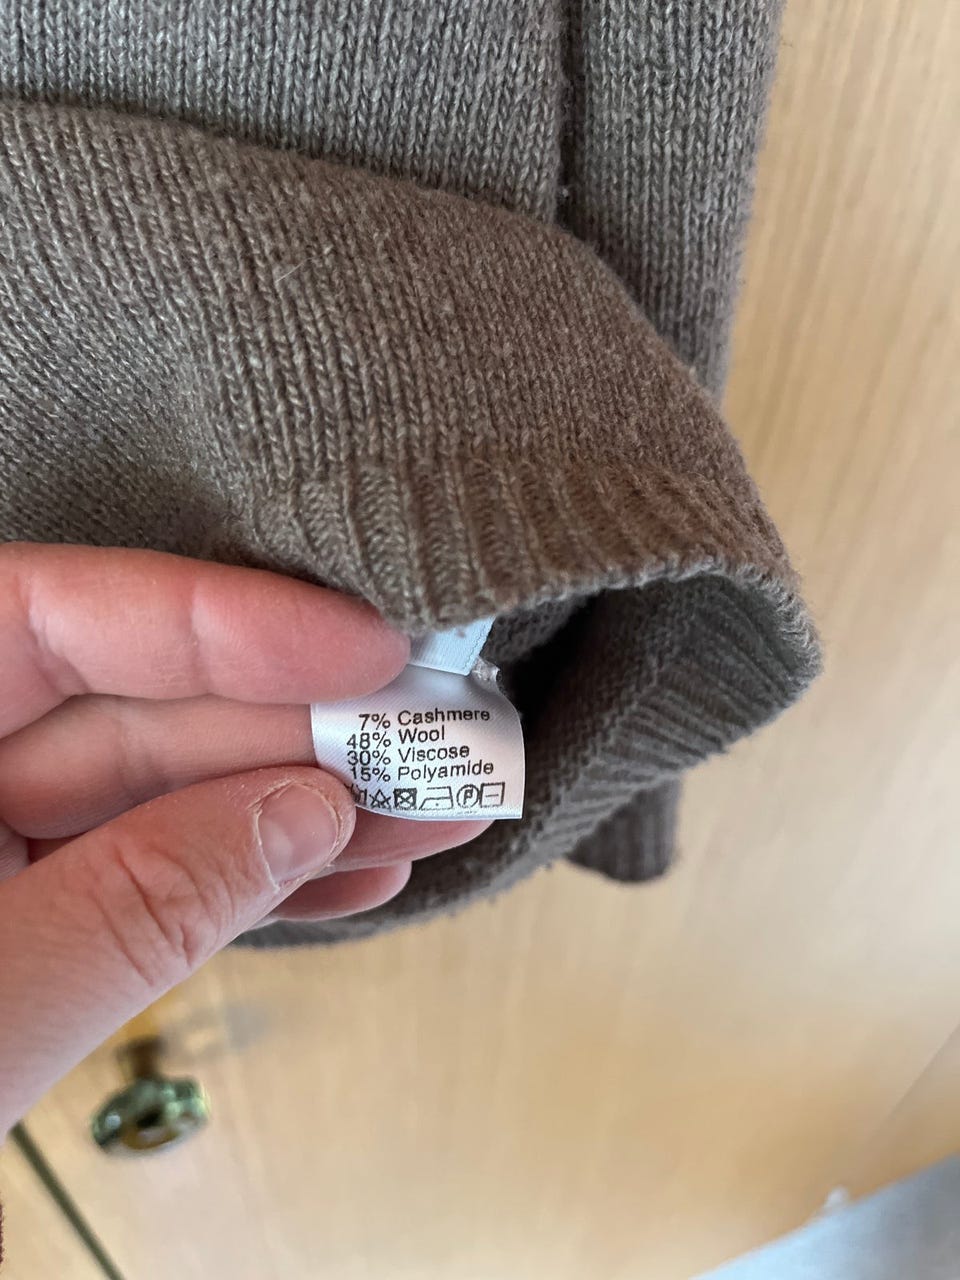 7% Cashmere
48% Wool
30% Viscose
15% Polyamide
P